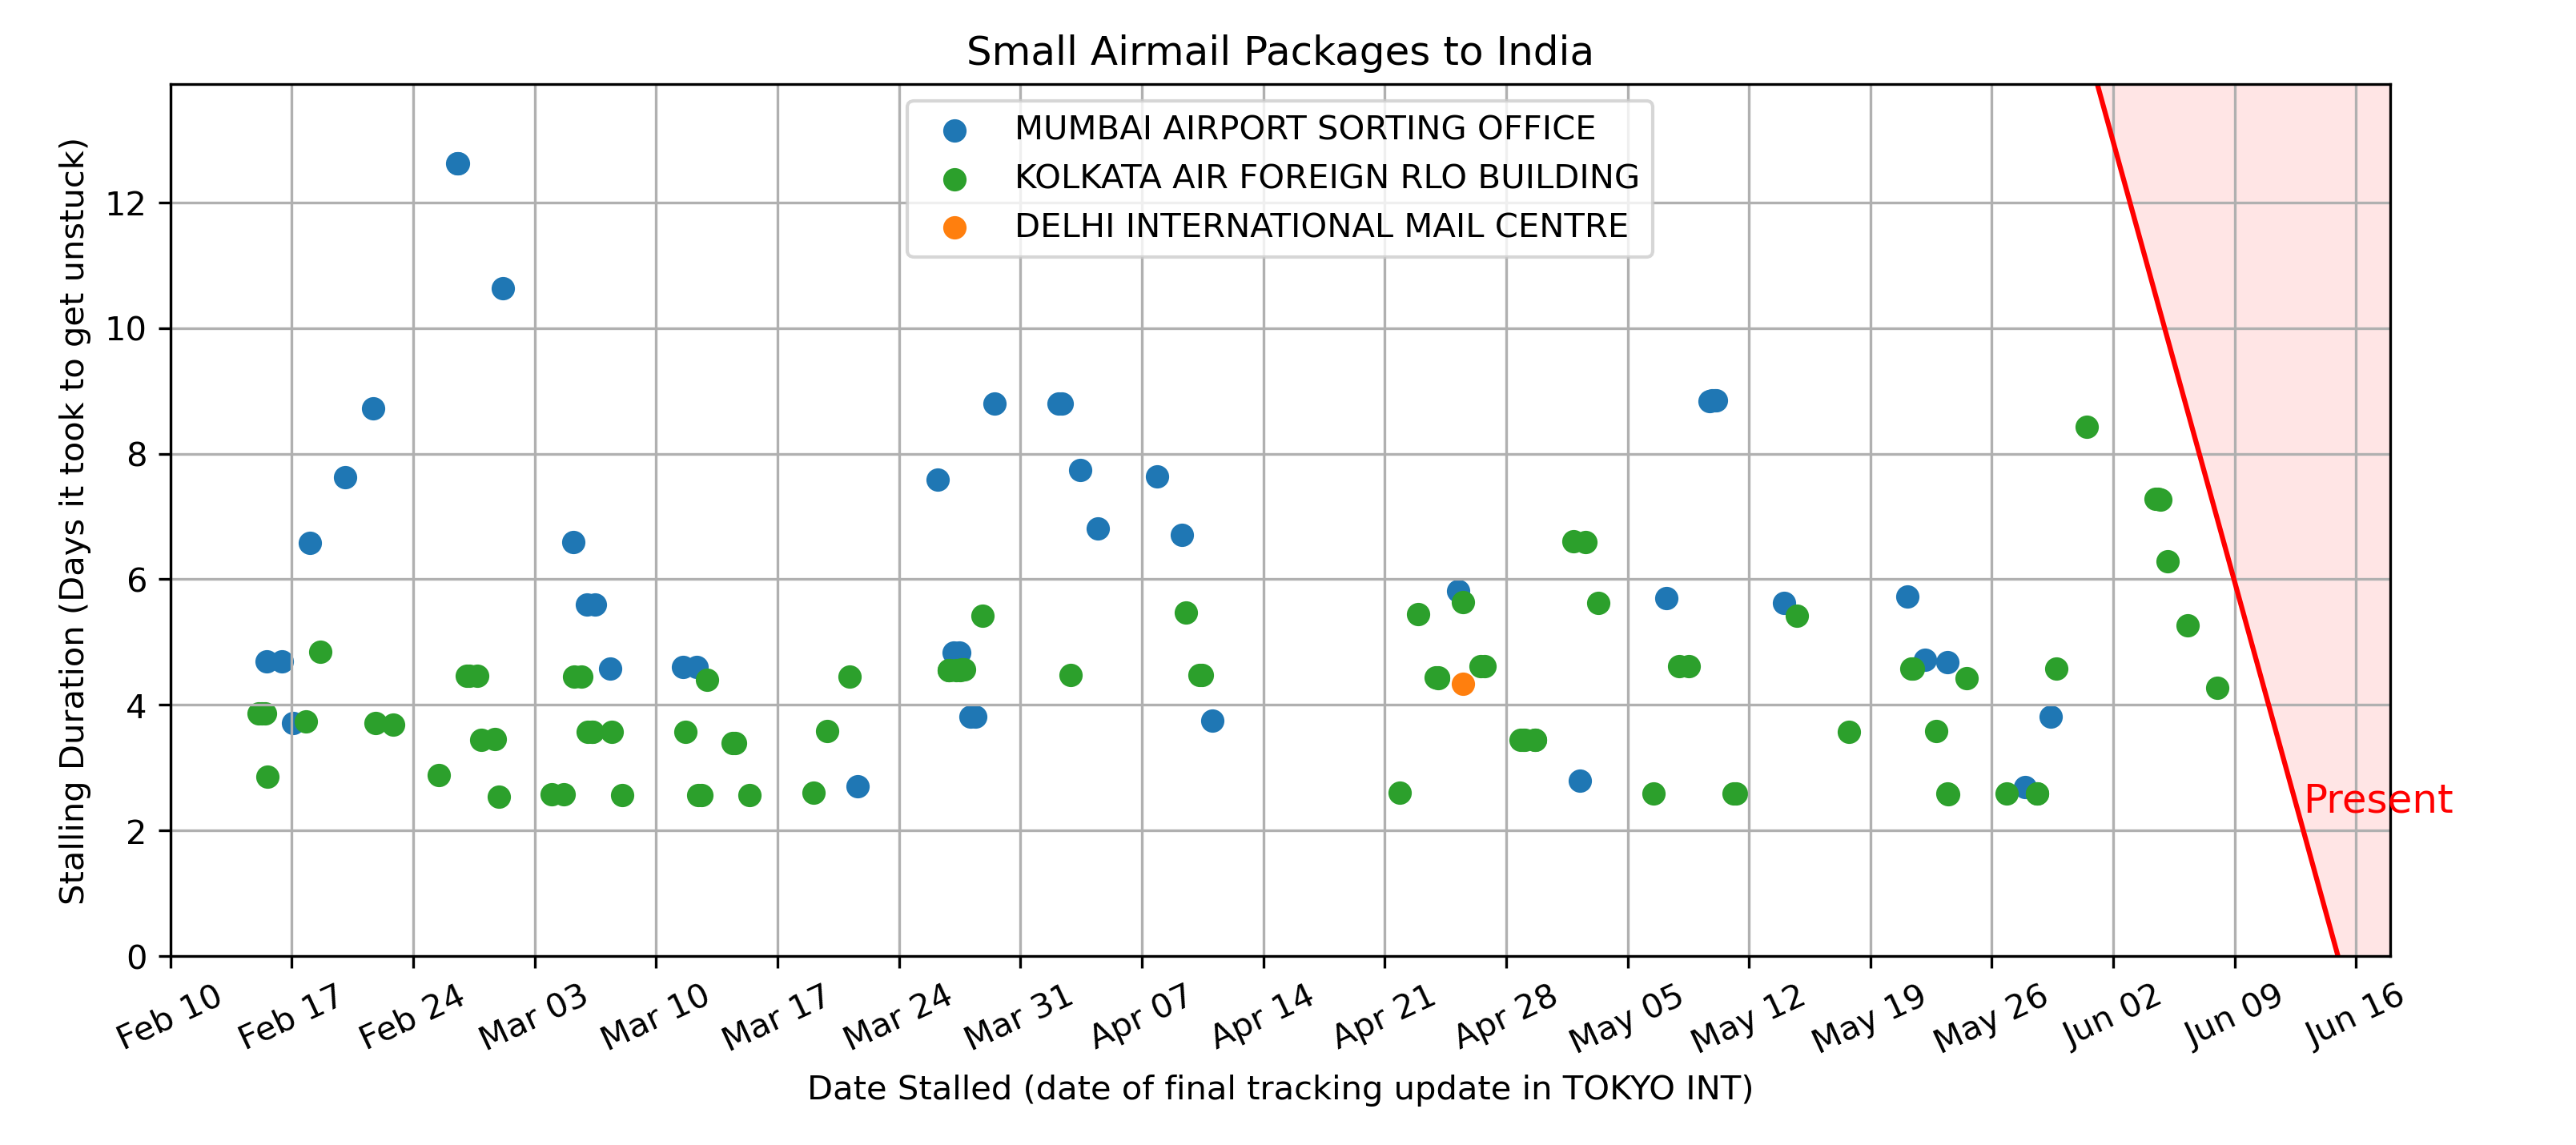 Small Airmail Packages to India
MUMBAI AIRPORT SORTING OFFICE
KOLKATA AIR FOREIGN RLO BUILDING
DELHI INTERNATIONAL MAIL CENTRE
Stalling Duration (Days it took to get unstuck)
12
10
8
6
4
2
0
Present
Feb 10
Feb 17
Feb 24
Mar 03
Mar 10
Mar 17
Mar 24
Mar 31
Apr 07
Apr 14
Apr 21
Apr 28
May 05
May 12
May 19
May 26
Jun 02
Jun 09
Jun 16
Date Stalled (date of final tracking update in TOKYO INT)